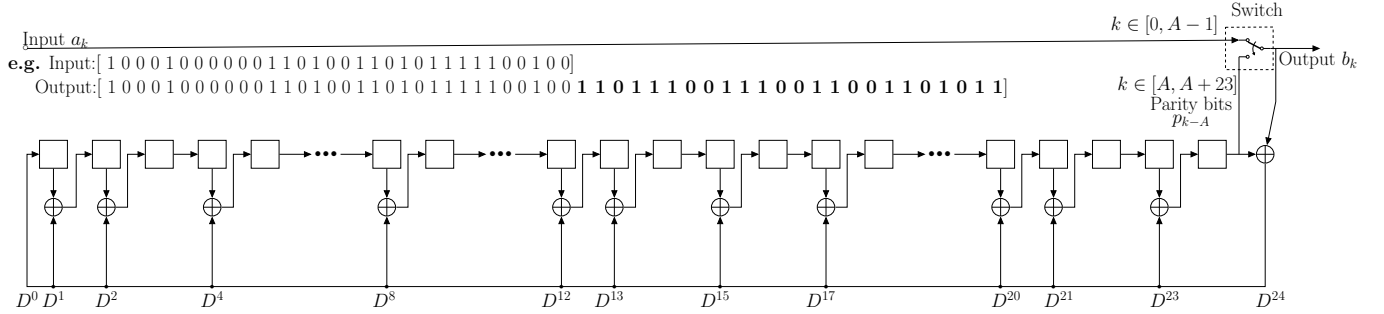 Switch
k ∈ [0, A − 1]
Input a_k
e.g. Input:[ 1 0 0 0 1 0 0 0 0 0 0 1 1 0 1 0 0 1 1 0 1 0 1 1 1 1 1 0 0 1 0 0]
Output b_k
Output:[ 1 0 0 0 1 0 0 0 0 0 0 1 1 0 1 0 0 1 1 0 1 0 1 1 1 1 1 0 0 1 0 0 1 1 0 1 1 1 0 0 1 1 1 0 0 1 1 0 0 1 1 0 1 0 1 1]
k ∈ [A, A + 23]
Parity bits
p_{k−A}
D^0 D^1 D^2 D^4 D^8 D^12 D^13 D^15 D^17 D^20 D^21 D^23 D^24